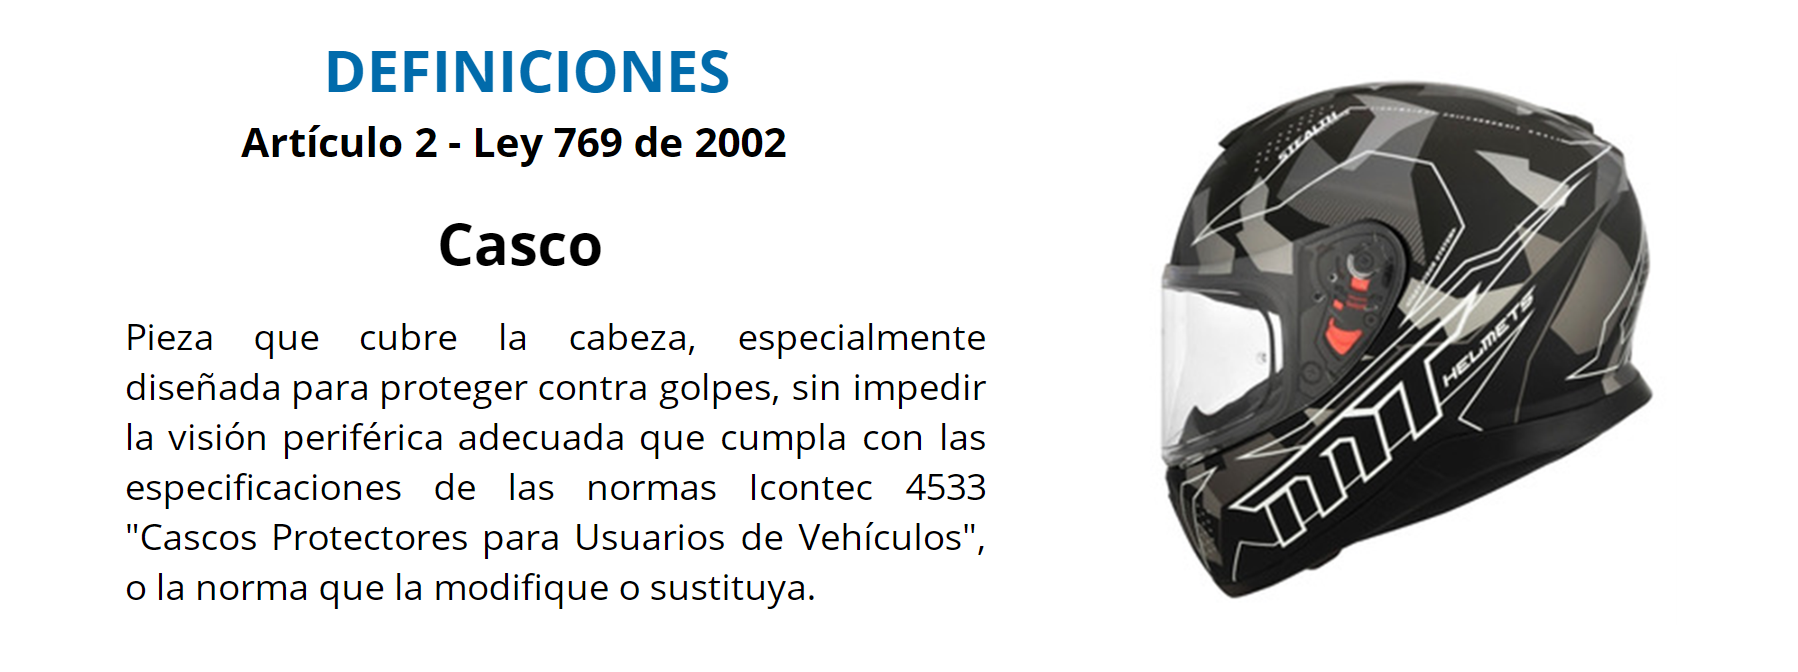 DEFINICIONES
Artículo 2 - Ley 769 de 2002
Casco
Pieza que cubre la cabeza, especialmente
diseñada para proteger contra golpes, sin impedir
la visión periférica adecuada que cumpla con las
especificaciones de las normas Icontec 4533
"Cascos Protectores para Usuarios de Vehículos",
o la norma que la modifique o sustituya.
STEALTH
HELMETS
MT